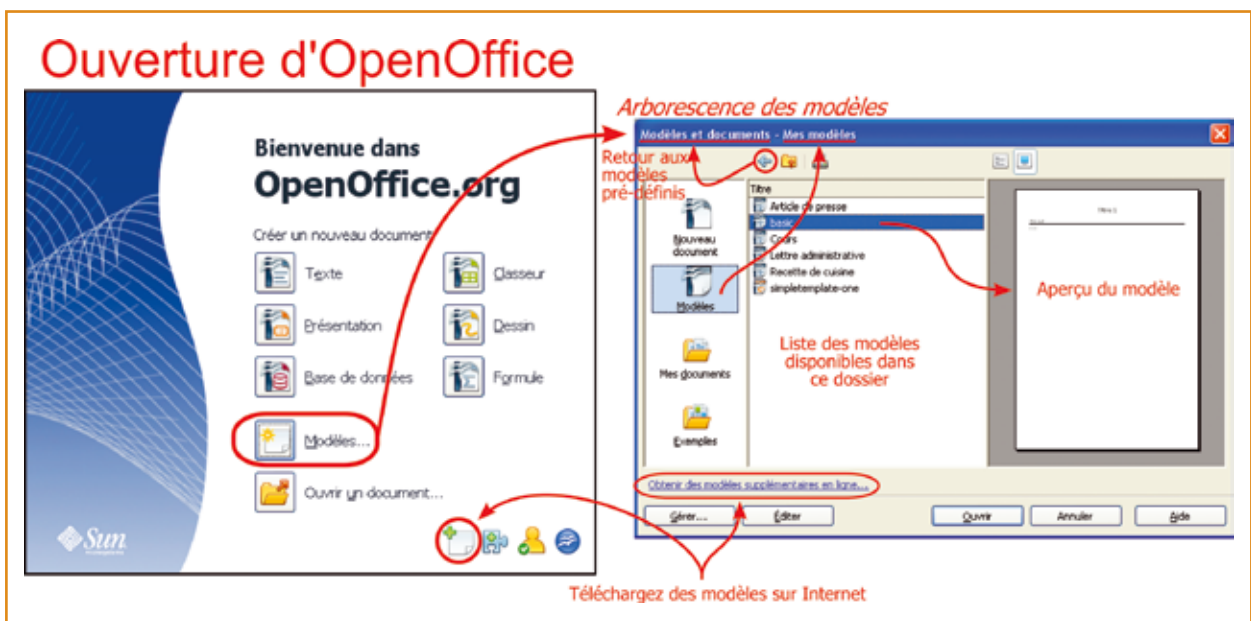 Ouverture d'OpenOffice
Bienvenue dans
OpenOffice.org
Créer un nouveau document
Texte
Classeur
Présentation
Dessin
Base de données
Formule
Modèles...
Ouvrir un document...
Sun
Arborescence des modèles
Modèles et documents - Mes modèles
Retour aux
modèles
pré-définis
Nouveau
document
Modèles
Mes documents
Exemples
Titre
Article de presse
basic
Cours
Lettre administrative
Recette de cuisine
simpletemplate-one
Liste des modèles
disponibles dans
ce dossier
Aperçu du modèle
Obtenir des modèles supplémentaires en ligne...
Gérer...
Éditer
Ouvrir
Annuler
Aide
Téléchargez des modèles sur Internet